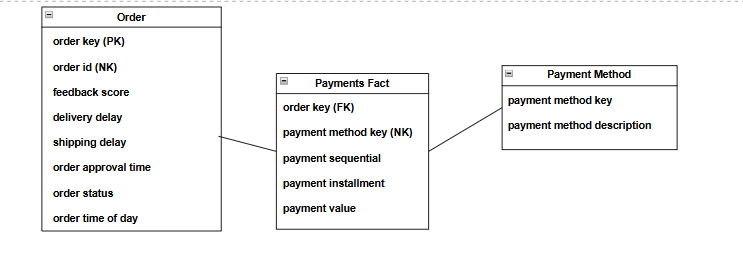 Order
order key (PK)
order id (NK)
feedback score
delivery delay
shipping delay
order approval time
order status
order time of day
Payments Fact
order key (FK)
payment method key (NK)
payment sequential
payment installment
payment value
Payment Method
payment method key
payment method description